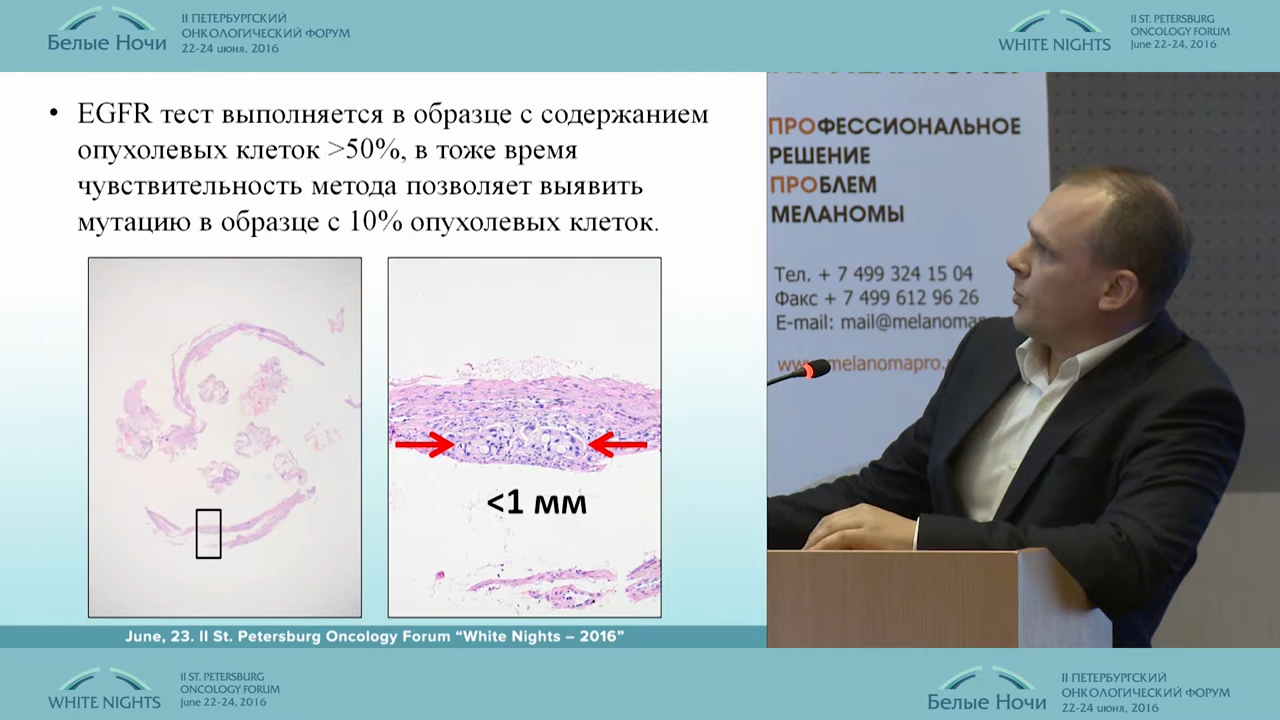 Белые Ночи
II ПЕТЕРБУРГСКИЙ
ОНКОЛОГИЧЕСКИЙ ФОРУМ
22-24 июня, 2016
WHITE NIGHTS
II ST. PETERSBURG
ONCOLOGY FORUM
June 22-24, 2016
• EGFR тест выполняется в образце с содержанием
опухолевых клеток >50%, в тоже время
чувствительность метода позволяет выявить
мутацию в образце с 10% опухолевых клеток.
<1 мм
ПРОФЕССИОНАЛЬНОЕ
РЕШЕНИЕ
ПРОБЛЕМ
МЕЛАНОМЫ
Тел. + 7 499 324 15 04
Факс + 7 499 612 96 26
E-mail:
June, 23. II St. Petersburg Oncology Forum “White Nights – 2016”
WHITE NIGHTS
II ST. PETERSBURG
ONCOLOGY FORUM
June 22-24, 2016
Белые Ночи
II ПЕТЕРБУРГСКИЙ
ОНКОЛОГИЧЕСКИЙ ФОРУМ
22-24 июня, 2016